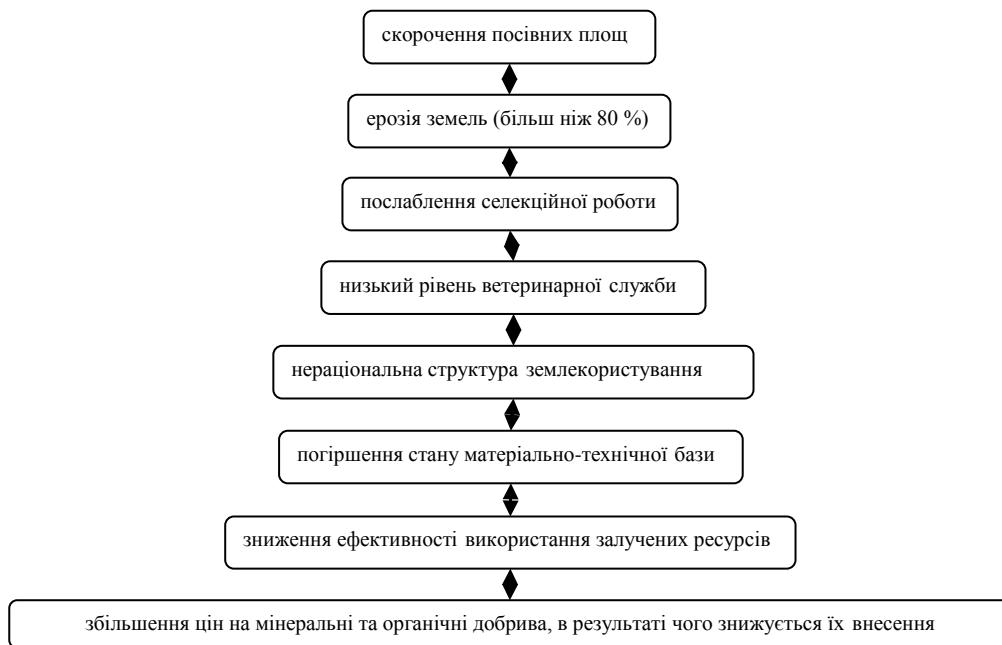 скорочення посівних площ
ерозія земель (більш ніж 80 %)
послаблення селекційної роботи
низький рівень ветеринарної служби
нераціональна структура землекористування
погіршення стану матеріально-технічної бази
зниження ефективності використання залучених ресурсів
збільшення цін на мінеральні та органічні добрива, в результаті чого знижується їх внесення